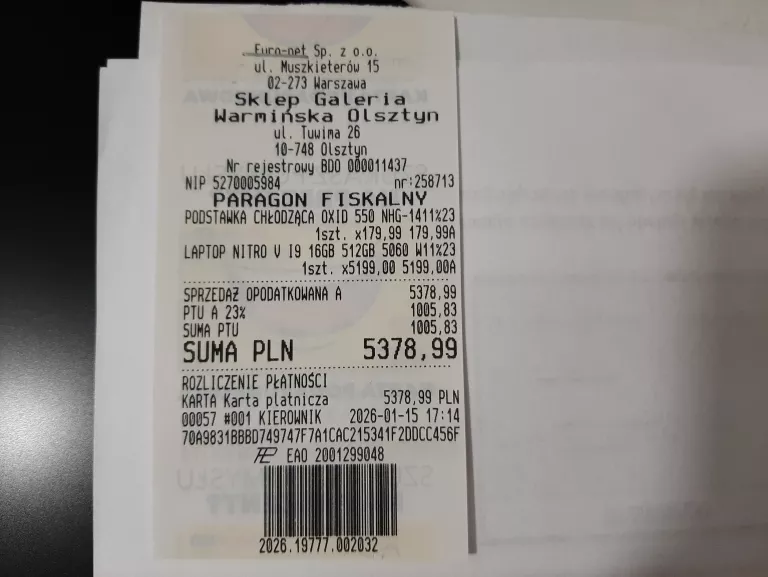 Euro-net Sp. z o.o.
ul. Muszkieterów 15
02-273 Warszawa
Sklep Galeria
Warmińska Olsztyn
ul. Tuwima 26
10-748 Olsztyn
Nr rejestrowy BDO 000011437
NIP 5270005984 nr:258713
PARAGON FISKALNY
PODSTAWKA CHŁODZĄCA OXID 550 NHG-1411%23
1szt. x179,99 179,99A
LAPTOP NITRO V I9 16GB 512GB 5060 W11%23
1szt. x5199,00 5199,00A
SPRZEDAŻ OPODATKOWANA A 5378,99
PTU A 23% 1005,83
SUMA PTU 1005,83
SUMA PLN 5378,99
ROZLICZENIE PŁATNOŚCI
KARTA Karta płatnicza 5378,99 PLN
00057 #001 KIEROWNIK 2026-01-15 17:14
70A9831BBBD749747F7A1CAC215341F2DDCC456F
EAO 2001299048
2026.19777.002032